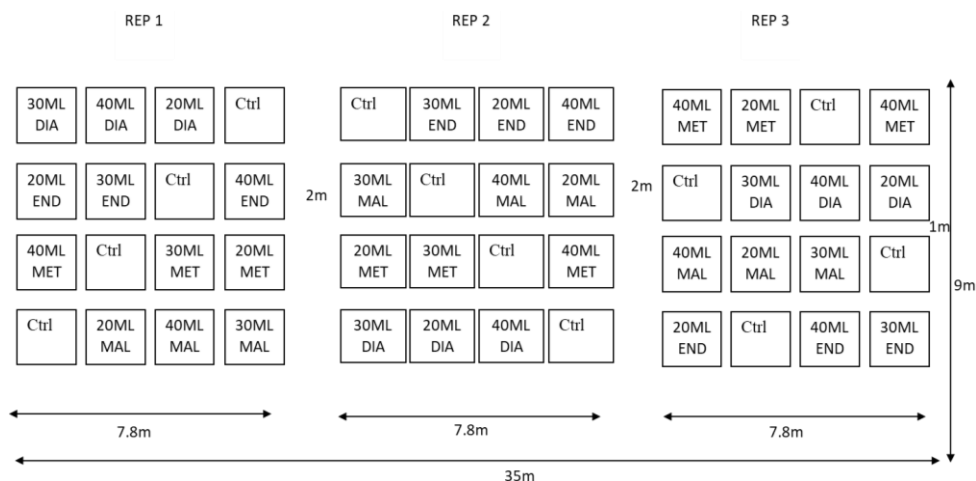 REP 1
REP 2
REP 3
30ML
DIA
40ML
DIA
20ML
DIA
Ctrl
Ctrl
30ML
END
20ML
END
40ML
END
40ML
MET
20ML
MET
Ctrl
40ML
MET
20ML
END
30ML
END
Ctrl
40ML
END
2m
30ML
MAL
Ctrl
40ML
MAL
20ML
MAL
2m
Ctrl
30ML
DIA
40ML
DIA
20ML
DIA
1m
40ML
MET
Ctrl
30ML
MET
20ML
MET
20ML
MET
30ML
MET
Ctrl
40ML
MET
40ML
MAL
20ML
MAL
30ML
MAL
Ctrl
9m
Ctrl
20ML
MAL
40ML
MAL
30ML
MAL
30ML
DIA
20ML
DIA
40ML
DIA
Ctrl
20ML
END
Ctrl
40ML
END
30ML
END
7.8m
7.8m
7.8m
35m